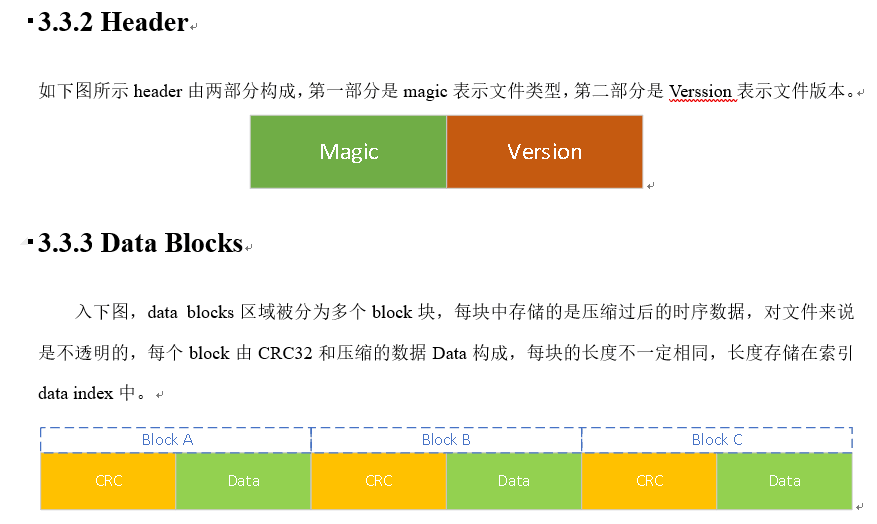 3.3.2 Header
如下图所示 header 由两部分构成，第一部分是 magic 表示文件类型，第二部分是 Verssion 表示文件版本。
Magic Version
3.3.3 Data Blocks
入下图，data blocks 区域被分为多个 block 块，每块中存储的是压缩过后的时序数据，对文件来说
是不透明的，每个 block 由 CRC32 和压缩的数据 Data 构成，每块的长度不一定相同，长度存储在索引
data index 中。
Block A Block B Block C
CRC Data CRC Data CRC Data